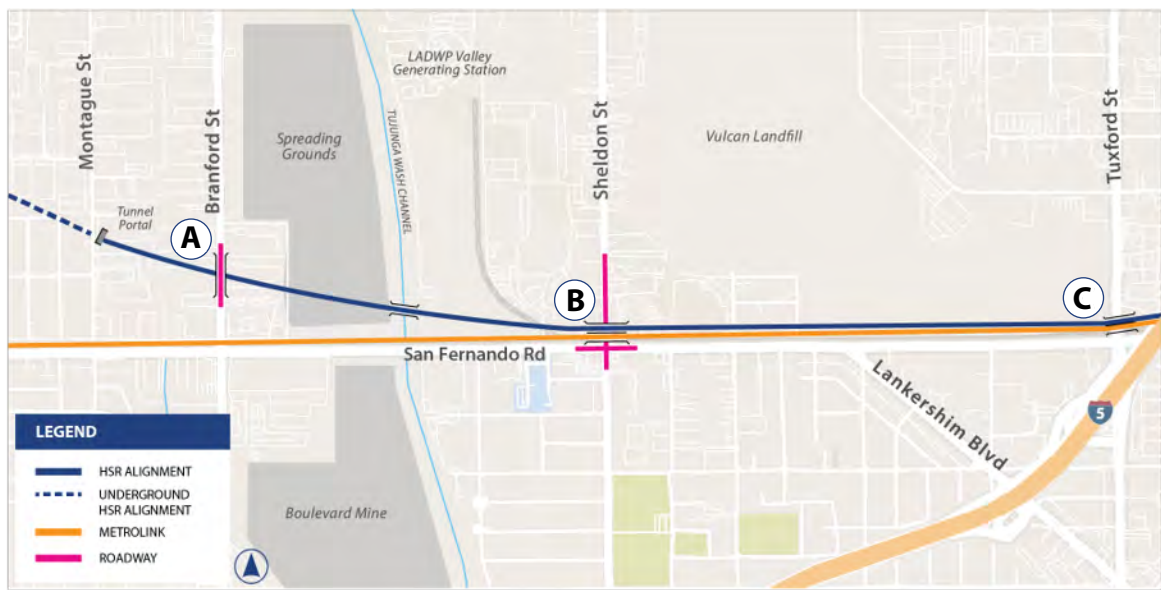 Montague St
Branford St
Spreading
Grounds
TUJUNGA WASH CHANNEL
LADWP Valley
Generating Station
Sheldon St
Vulcan Landfill
Tuxford St
Tunnel
Portal
A
B
C
San Fernando Rd
Lankershim Blvd
5
Boulevard Mine
LEGEND
HSR ALIGNMENT
UNDERGROUND
HSR ALIGNMENT
METROLINK
ROADWAY